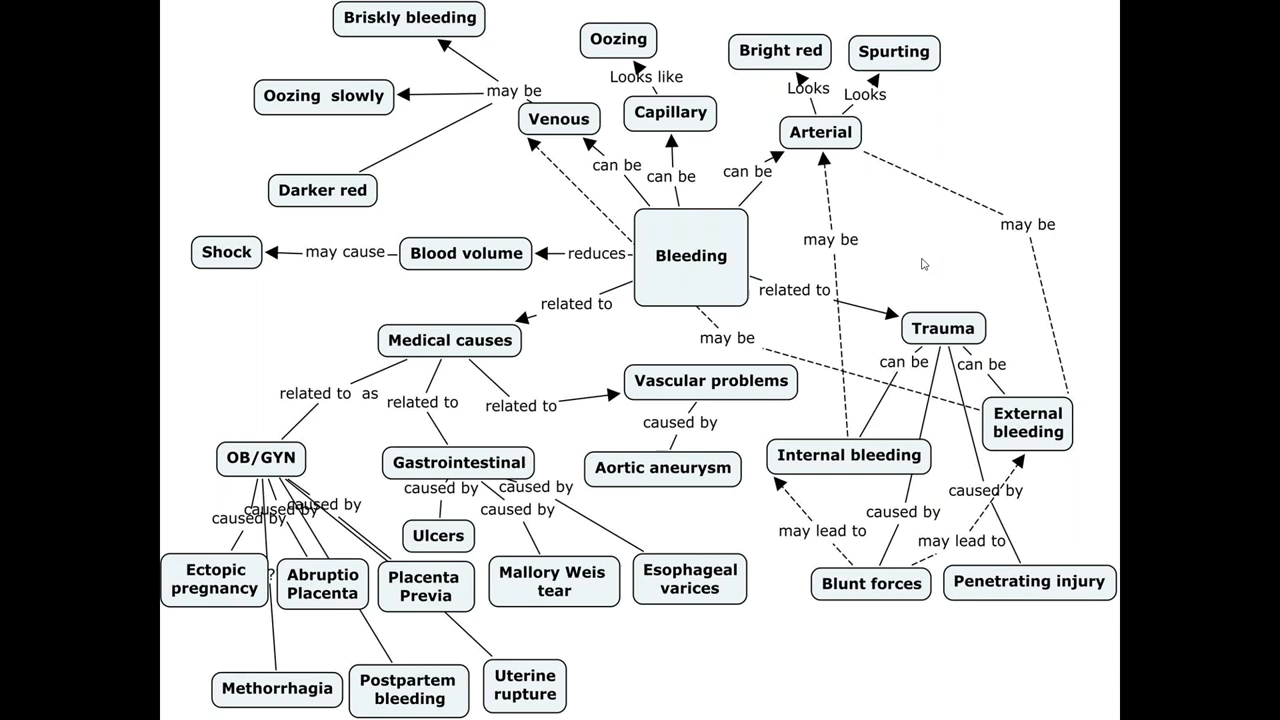 Briskly bleeding
Oozing
Bright red
Spurting
Looks like
Looks
Looks
Oozing slowly
may be
Venous
Capillary
Arterial
can be
can be
can be
Darker red
Shock
may cause
Blood volume
reduces
Bleeding
may be
may be
related to
related to
Medical causes
may be
Trauma
can be
can be
related to as
related to
related to
Vascular problems
caused by
External
bleeding
OB/GYN
Gastrointestinal
Aortic aneurysm
Internal bleeding
caused by
caused by
caused by
caused by
caused by
caused by
caused by
caused by
Ulcers
may lead to
may lead to
Ectopic
pregnancy
?
Abruptio
Placenta
Placenta
Previa
Mallory Weis
tear
Esophageal
varices
Blunt forces
Penetrating injury
Methorrhagia
Postpartem
bleeding
Uterine
rupture